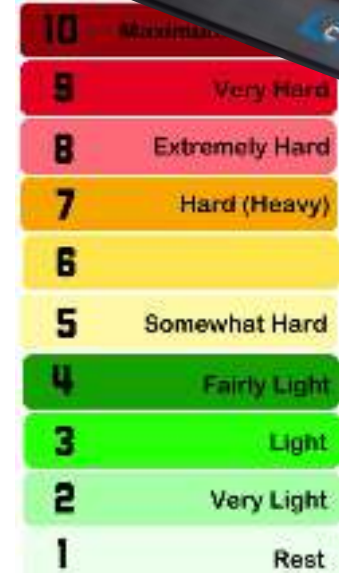 10
9 Very Hard
8 Extremely Hard
7 Hard (Heavy)
6
5 Somewhat Hard
4 Fairly Light
3 Light
2 Very Light
1 Rest